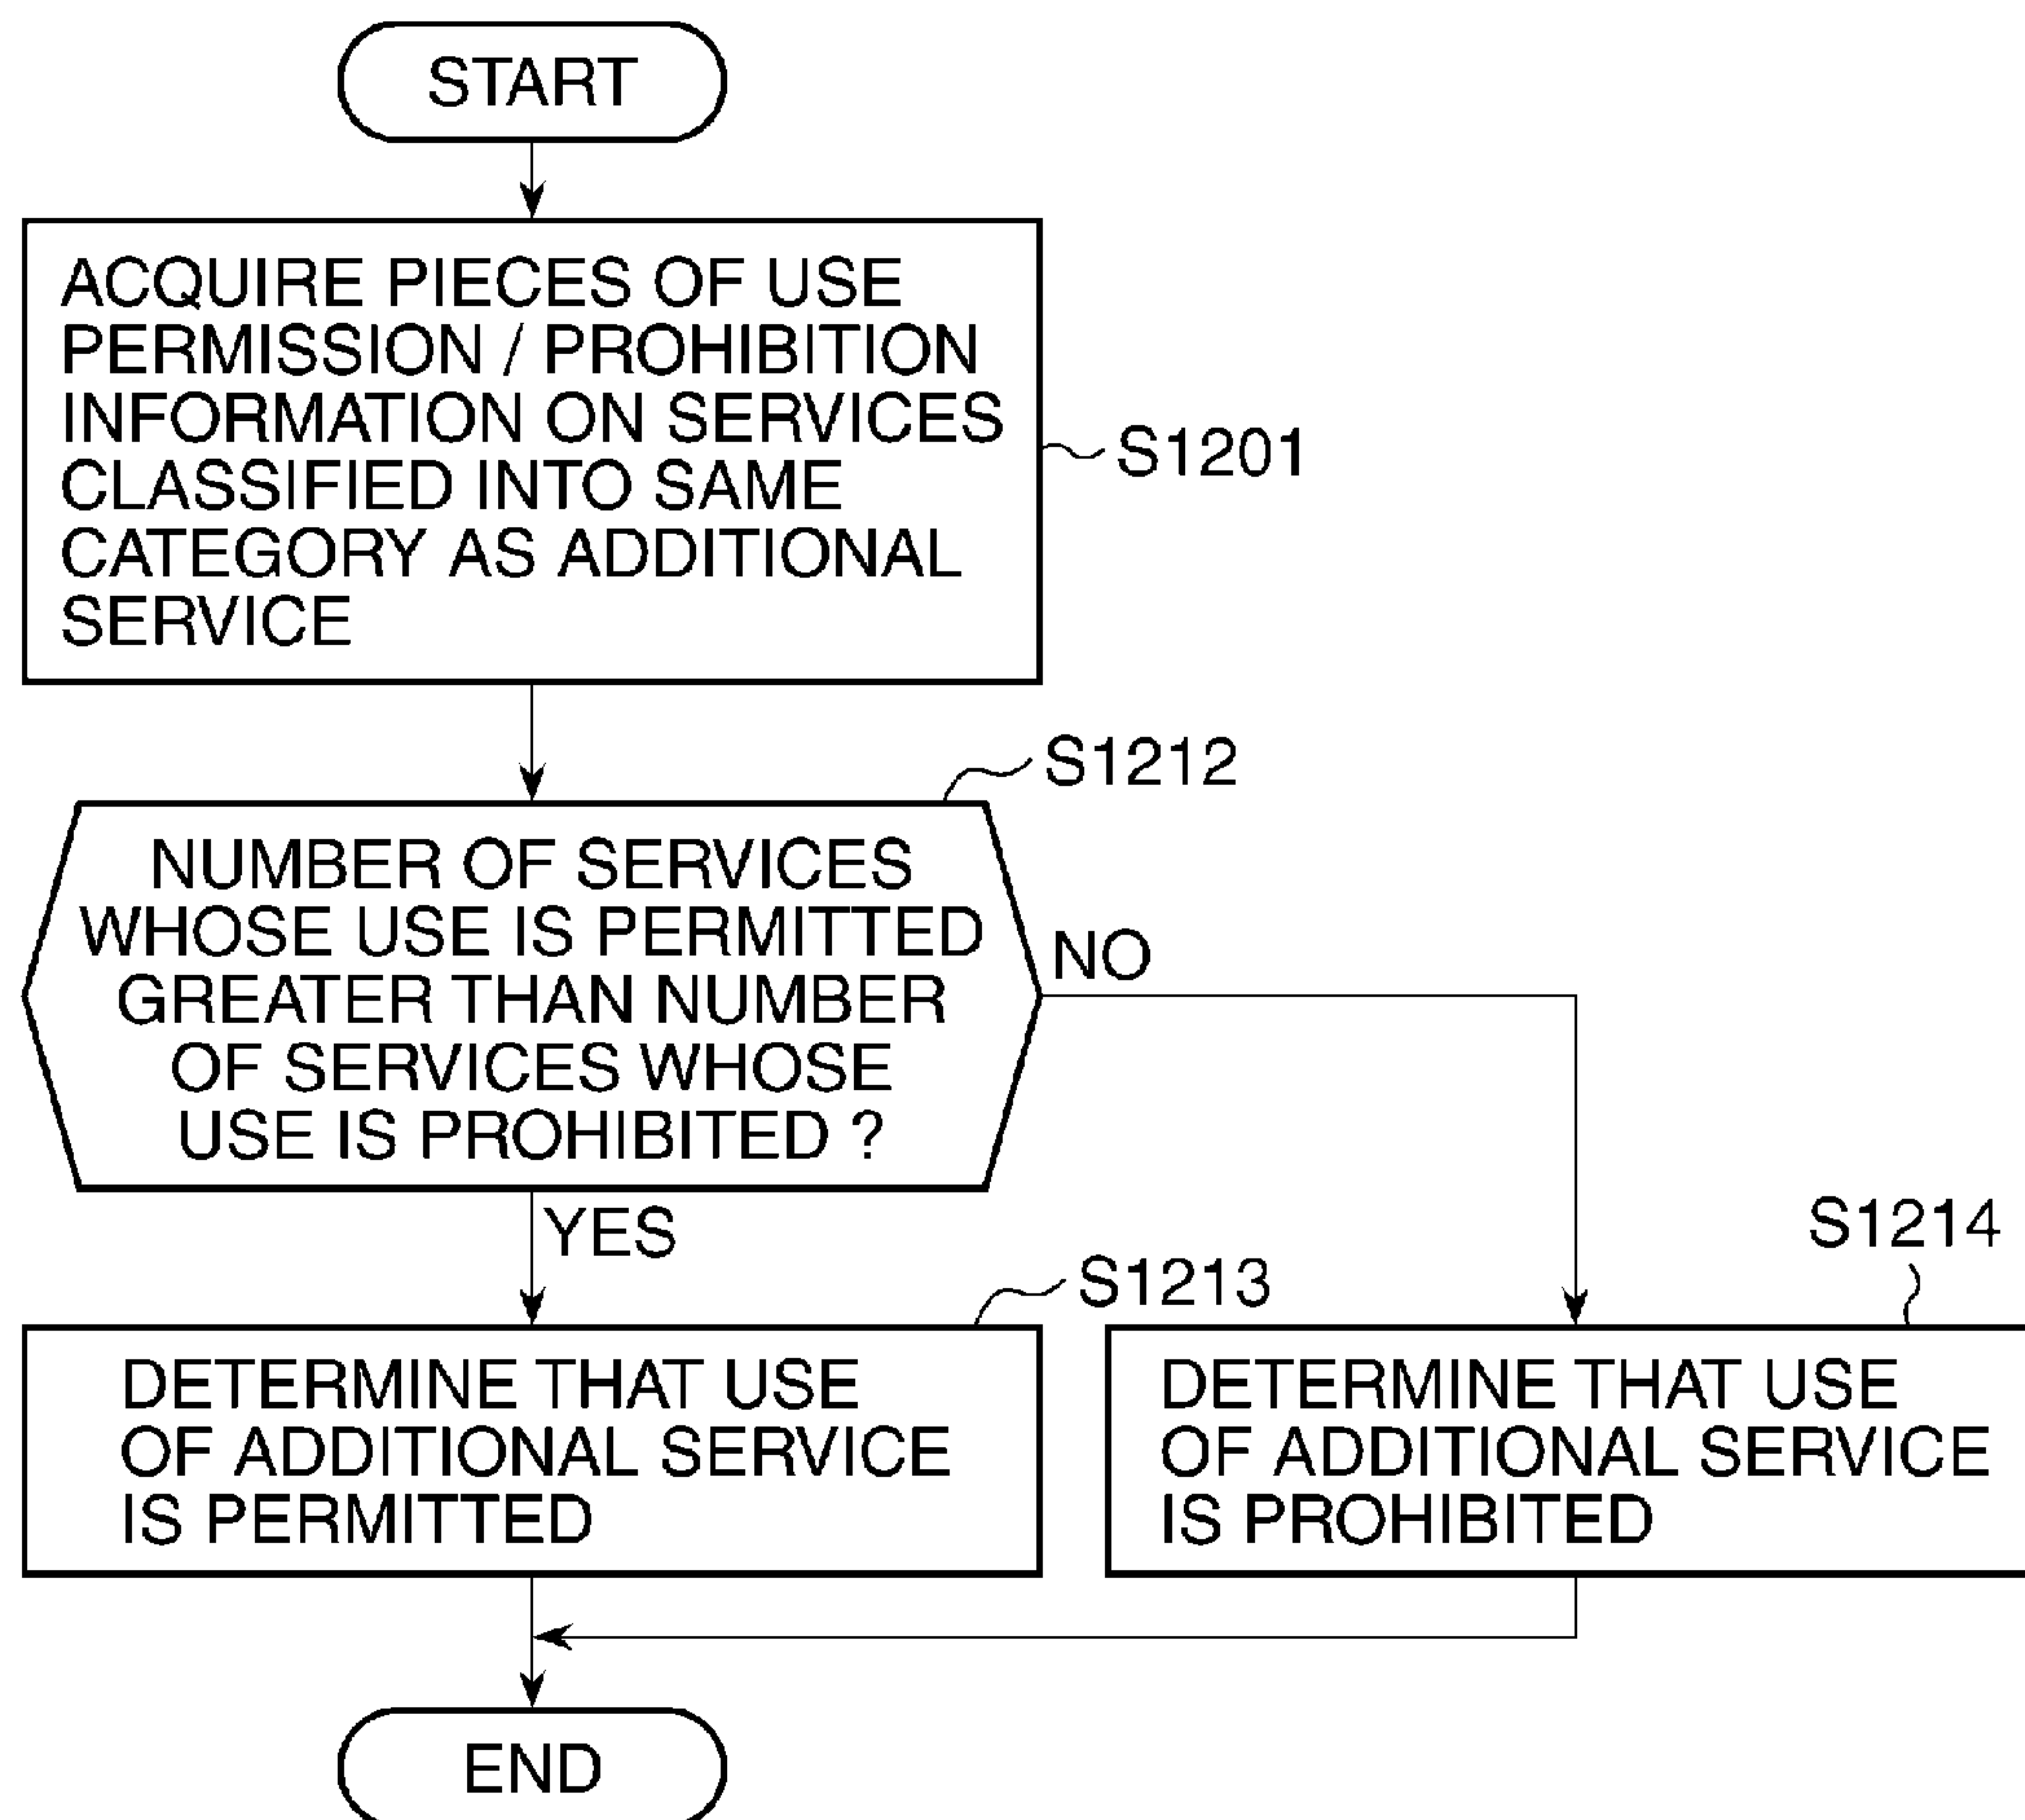 START
ACQUIRE PIECES OF USE
PERMISSION / PROHIBITION
INFORMATION ON SERVICES
CLASSIFIED INTO SAME
CATEGORY AS ADDITIONAL
SERVICE
S1201
S1212
NUMBER OF SERVICES
WHOSE USE IS PERMITTED
GREATER THAN NUMBER
OF SERVICES WHOSE
USE IS PROHIBITED ?
NO
YES
S1213
S1214
DETERMINE THAT USE
OF ADDITIONAL SERVICE
IS PERMITTED
DETERMINE THAT USE
OF ADDITIONAL SERVICE
IS PROHIBITED
END